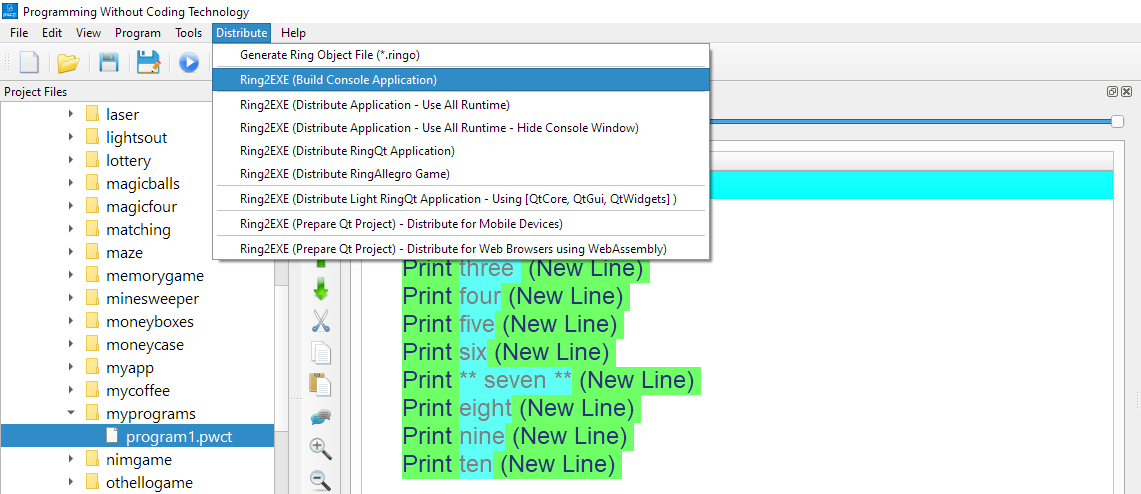 Programming Without Coding Technology
File Edit View Program Tools Distribute Help
Generate Ring Object File (*.ringo)
Ring2EXE (Build Console Application)
Ring2EXE (Distribute Application - Use All Runtime)
Ring2EXE (Distribute Application - Use All Runtime - Hide Console Window)
Ring2EXE (Distribute RingQt Application)
Ring2EXE (Distribute RingAllegro Game)
Ring2EXE (Distribute Light RingQt Application - Using [QtCore, QtGui, QtWidgets] )
Ring2EXE (Prepare Qt Project) - Distribute for Mobile Devices)
Ring2EXE (Prepare Qt Project) - Distribute for Web Browsers using WebAssembly)
Project Files
laser
lightsout
lottery
magicballs
magicfour
matching
maze
memorygame
minesweeper
moneyboxes
moneycase
myapp
mycoffee
myprograms
program1.pwct
nimgame
othellogame
Print three (New Line)
Print four (New Line)
Print five (New Line)
Print six (New Line)
Print ** seven ** (New Line)
Print eight (New Line)
Print nine (New Line)
Print ten (New Line)